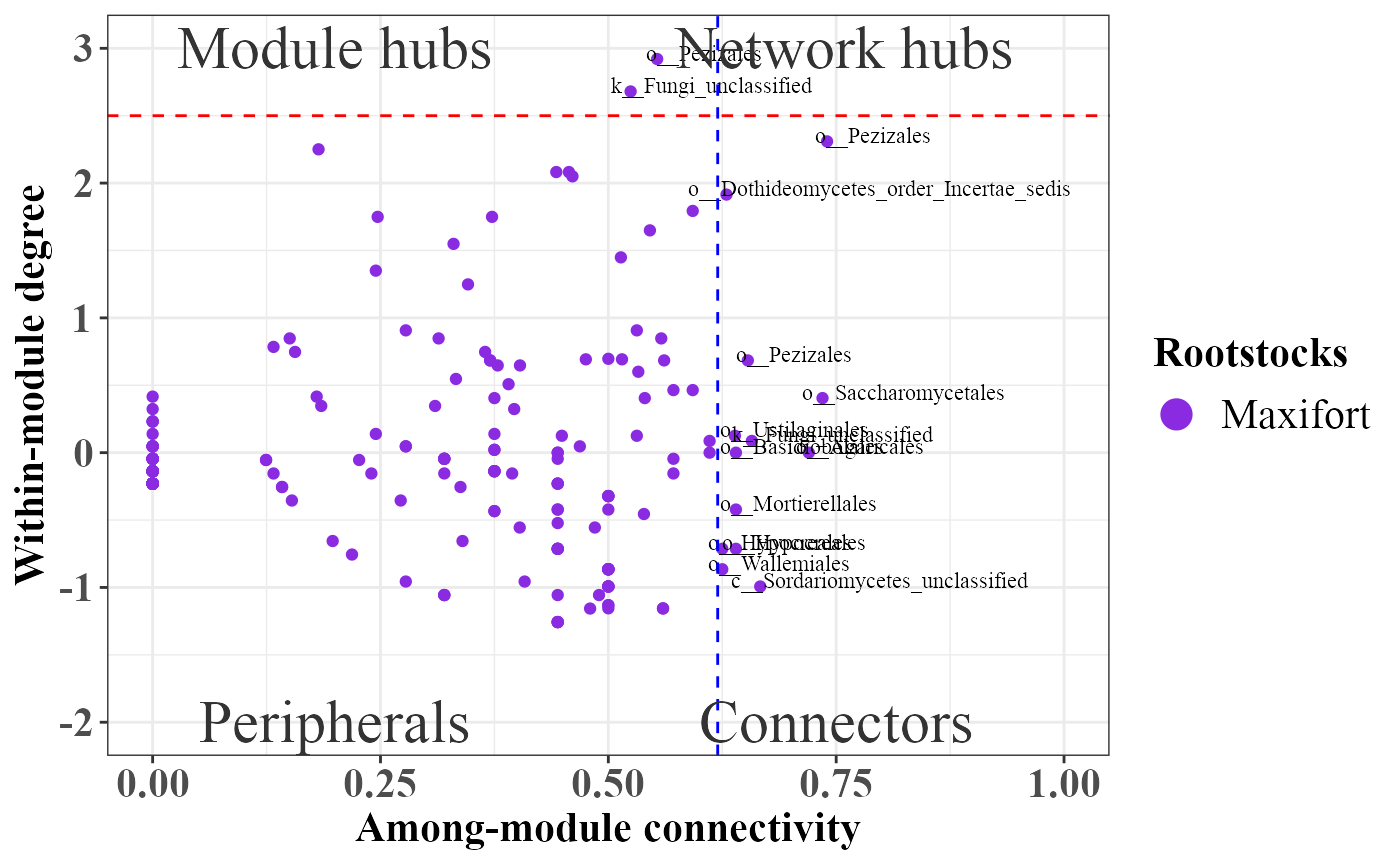 Module hubs
Network hubs
o__Pezizales
k__Fungi_unclassified
o__Pezizales
o__Dothideomycetes_order_Incertae_sedis
o__Pezizales
o__Saccharomycetales
o__Ustilaginales
k__Fungi_unclassified
o__Agaricales
o__Mortierellales
o__Hypocreales
o__Wallemiales
c__Sordariomycetes_unclassified
Peripherals
Connectors
3
2
1
0
-1
-2
0.00
0.25
0.50
0.75
1.00
Among-module connectivity
Within-module degree
Rootstocks
Maxifort